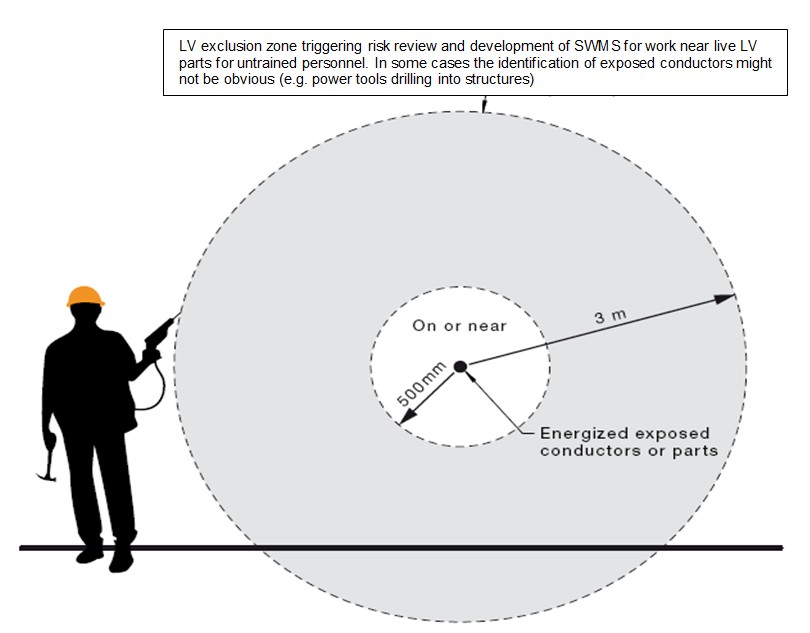 LV exclusion zone triggering risk review and development of SWMS for work near live LV
parts for untrained personnel. In some cases the identification of exposed conductors might
not be obvious (e.g. power tools drilling into structures)
3 m
On or near
500mm
Energized exposed
conductors or parts